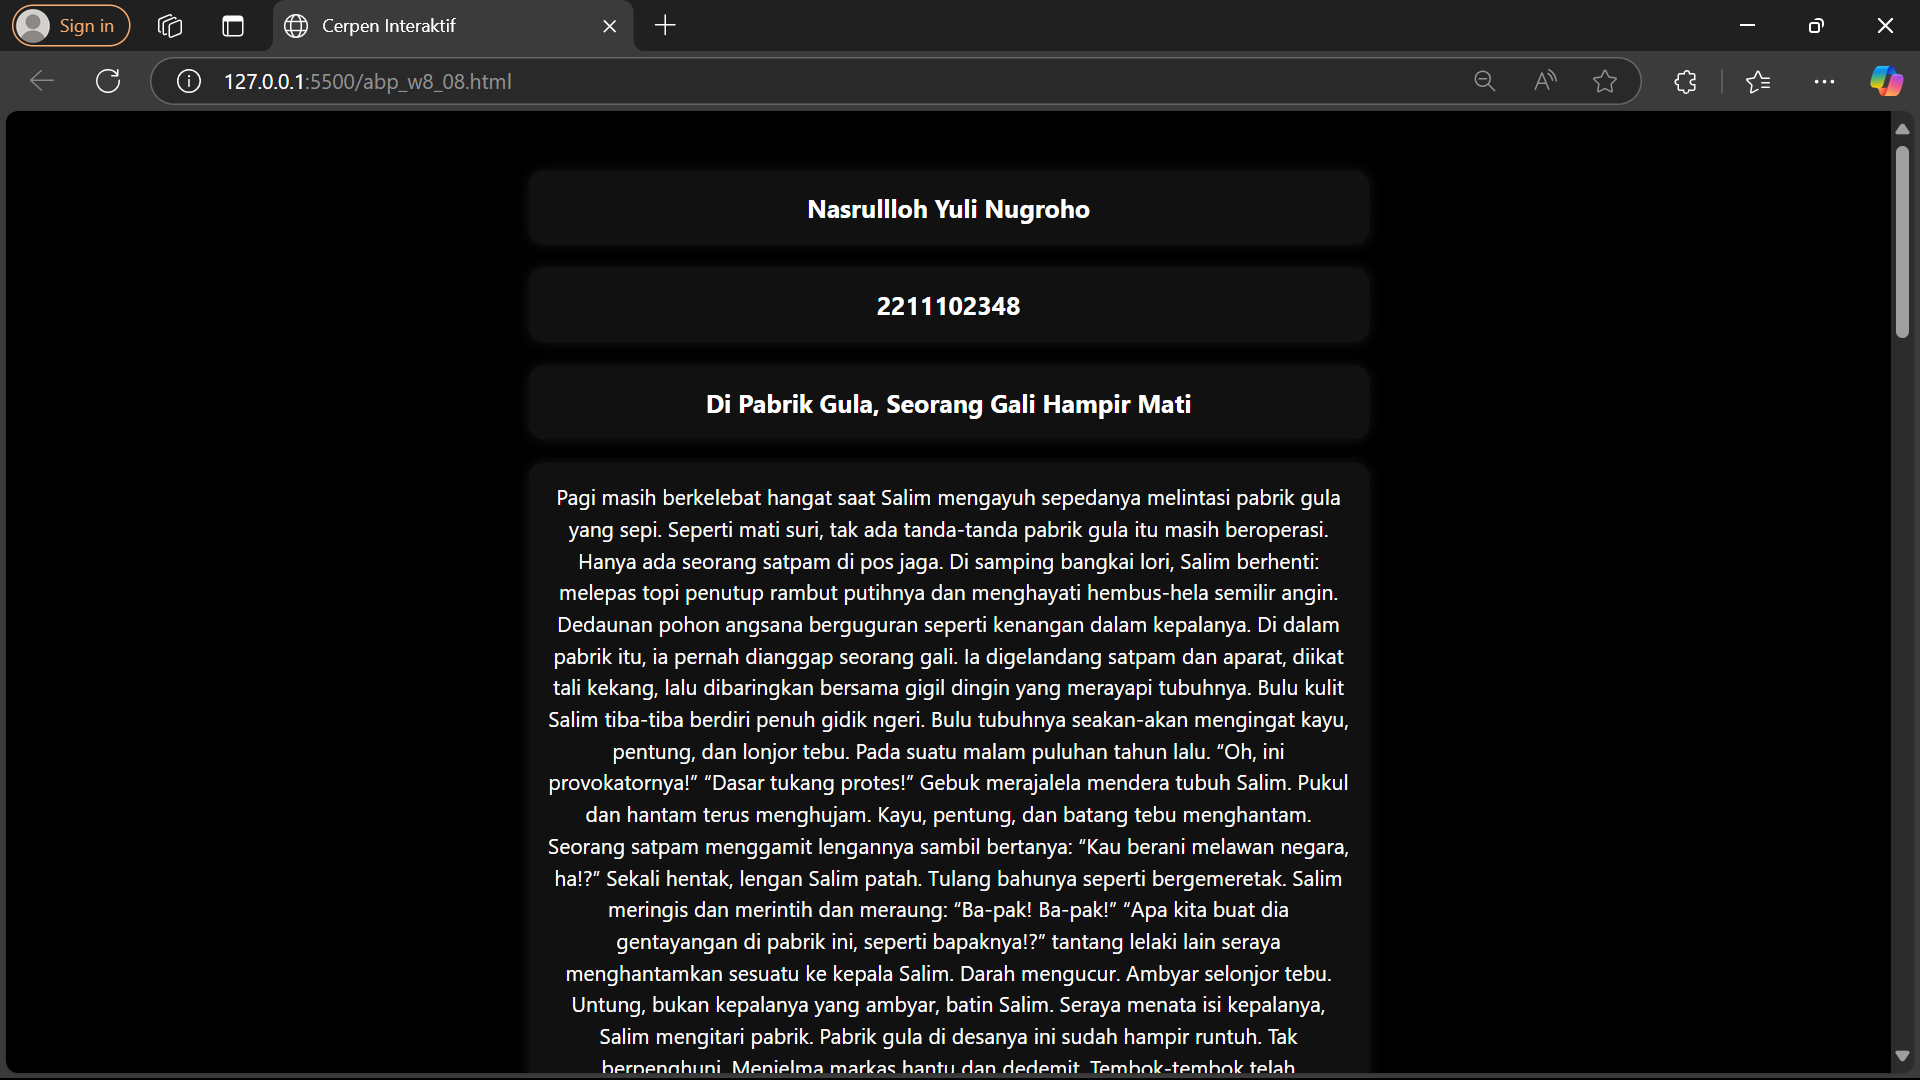 Sign in
Cerpen Interaktif
127.0.0.1:5500/abp_w8_08.html
Nasrullloh Yuli Nugroho
2211102348
Di Pabrik Gula, Seorang Gali Hampir Mati
Pagi masih berkelebat hangat saat Salim mengayuh sepedanya melintasi pabrik gula
yang sepi. Seperti mati suri, tak ada tanda-tanda pabrik gula itu masih beroperasi.
Hanya ada seorang satpam di pos jaga. Di samping bangkai lori, Salim berhenti:
melepas topi penutup rambut putihnya dan menghayati hembus-hela semilir angin.
Dedaunan pohon angsana berguguran seperti kenangan dalam kepalanya. Di dalam
pabrik itu, ia pernah dianggap seorang gali. Ia digelandang satpam dan aparat, diikat
tali kekang, lalu dibaringkan bersama gigil dingin yang merayapi tubuhnya. Bulu kulit
Salim tiba-tiba berdiri penuh gidik ngeri. Bulu tubuhnya seakan-akan mengingat kayu,
pentung, dan lonjor tebu. Pada suatu malam puluhan tahun lalu. “Oh, ini
provokatornya!” “Dasar tukang protes!” Gebuk merajalela mendera tubuh Salim. Pukul
dan hantam terus menghujam. Kayu, pentung, dan batang tebu menghantam.
Seorang satpam menggamit lengannya sambil bertanya: “Kau berani melawan negara,
ha!?” Sekali hentak, lengan Salim patah. Tulang bahunya seperti bergemeretak. Salim
meringis dan merintih dan meraung: “Ba-pak! Ba-pak!” “Apa kita buat dia
gentayangan di pabrik ini, seperti bapaknya!?” tantang lelaki lain seraya
menghantamkan sesuatu ke kepala Salim. Darah mengucur. Ambyar selonjor tebu.
Untung, bukan kepalanya yang ambyar, batin Salim. Seraya menata isi kepalanya,
Salim mengitari pabrik. Pabrik gula di desanya ini sudah hampir runtuh. Tak
berpenghuni. Menjelma markas hantu dan dedemit. Tembok-tembok telah